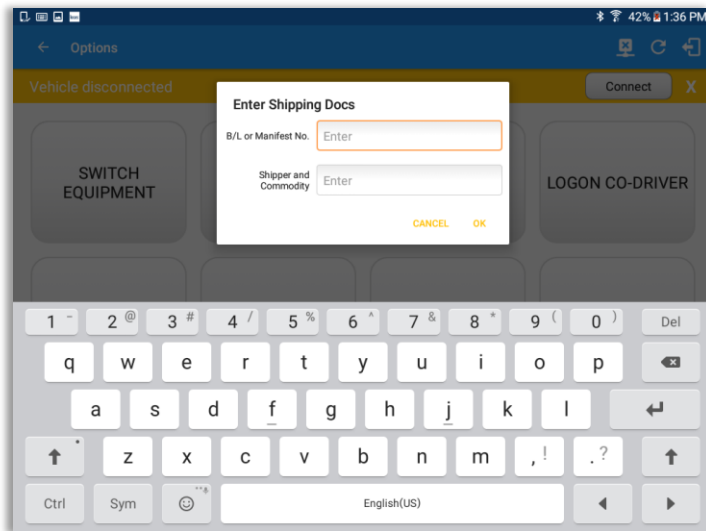 42% 1:36 PM
Options
Vehicle disconnected
Connect X
Enter Shipping Docs
B/L or Manifest No. Enter
Shipper and
Commodity
Enter
CANCEL OK
SWITCH
EQUIPMENT
LOGON CO-DRIVER
1 - 2 @ 3 # 4 / 5 % 6 ^ 7 & 8 * 9 ( 0 ) Del
q w e r t y u i o p
a s d f g h j k l
z x c v b n m , ! . ?
Ctrl Sym English(US)